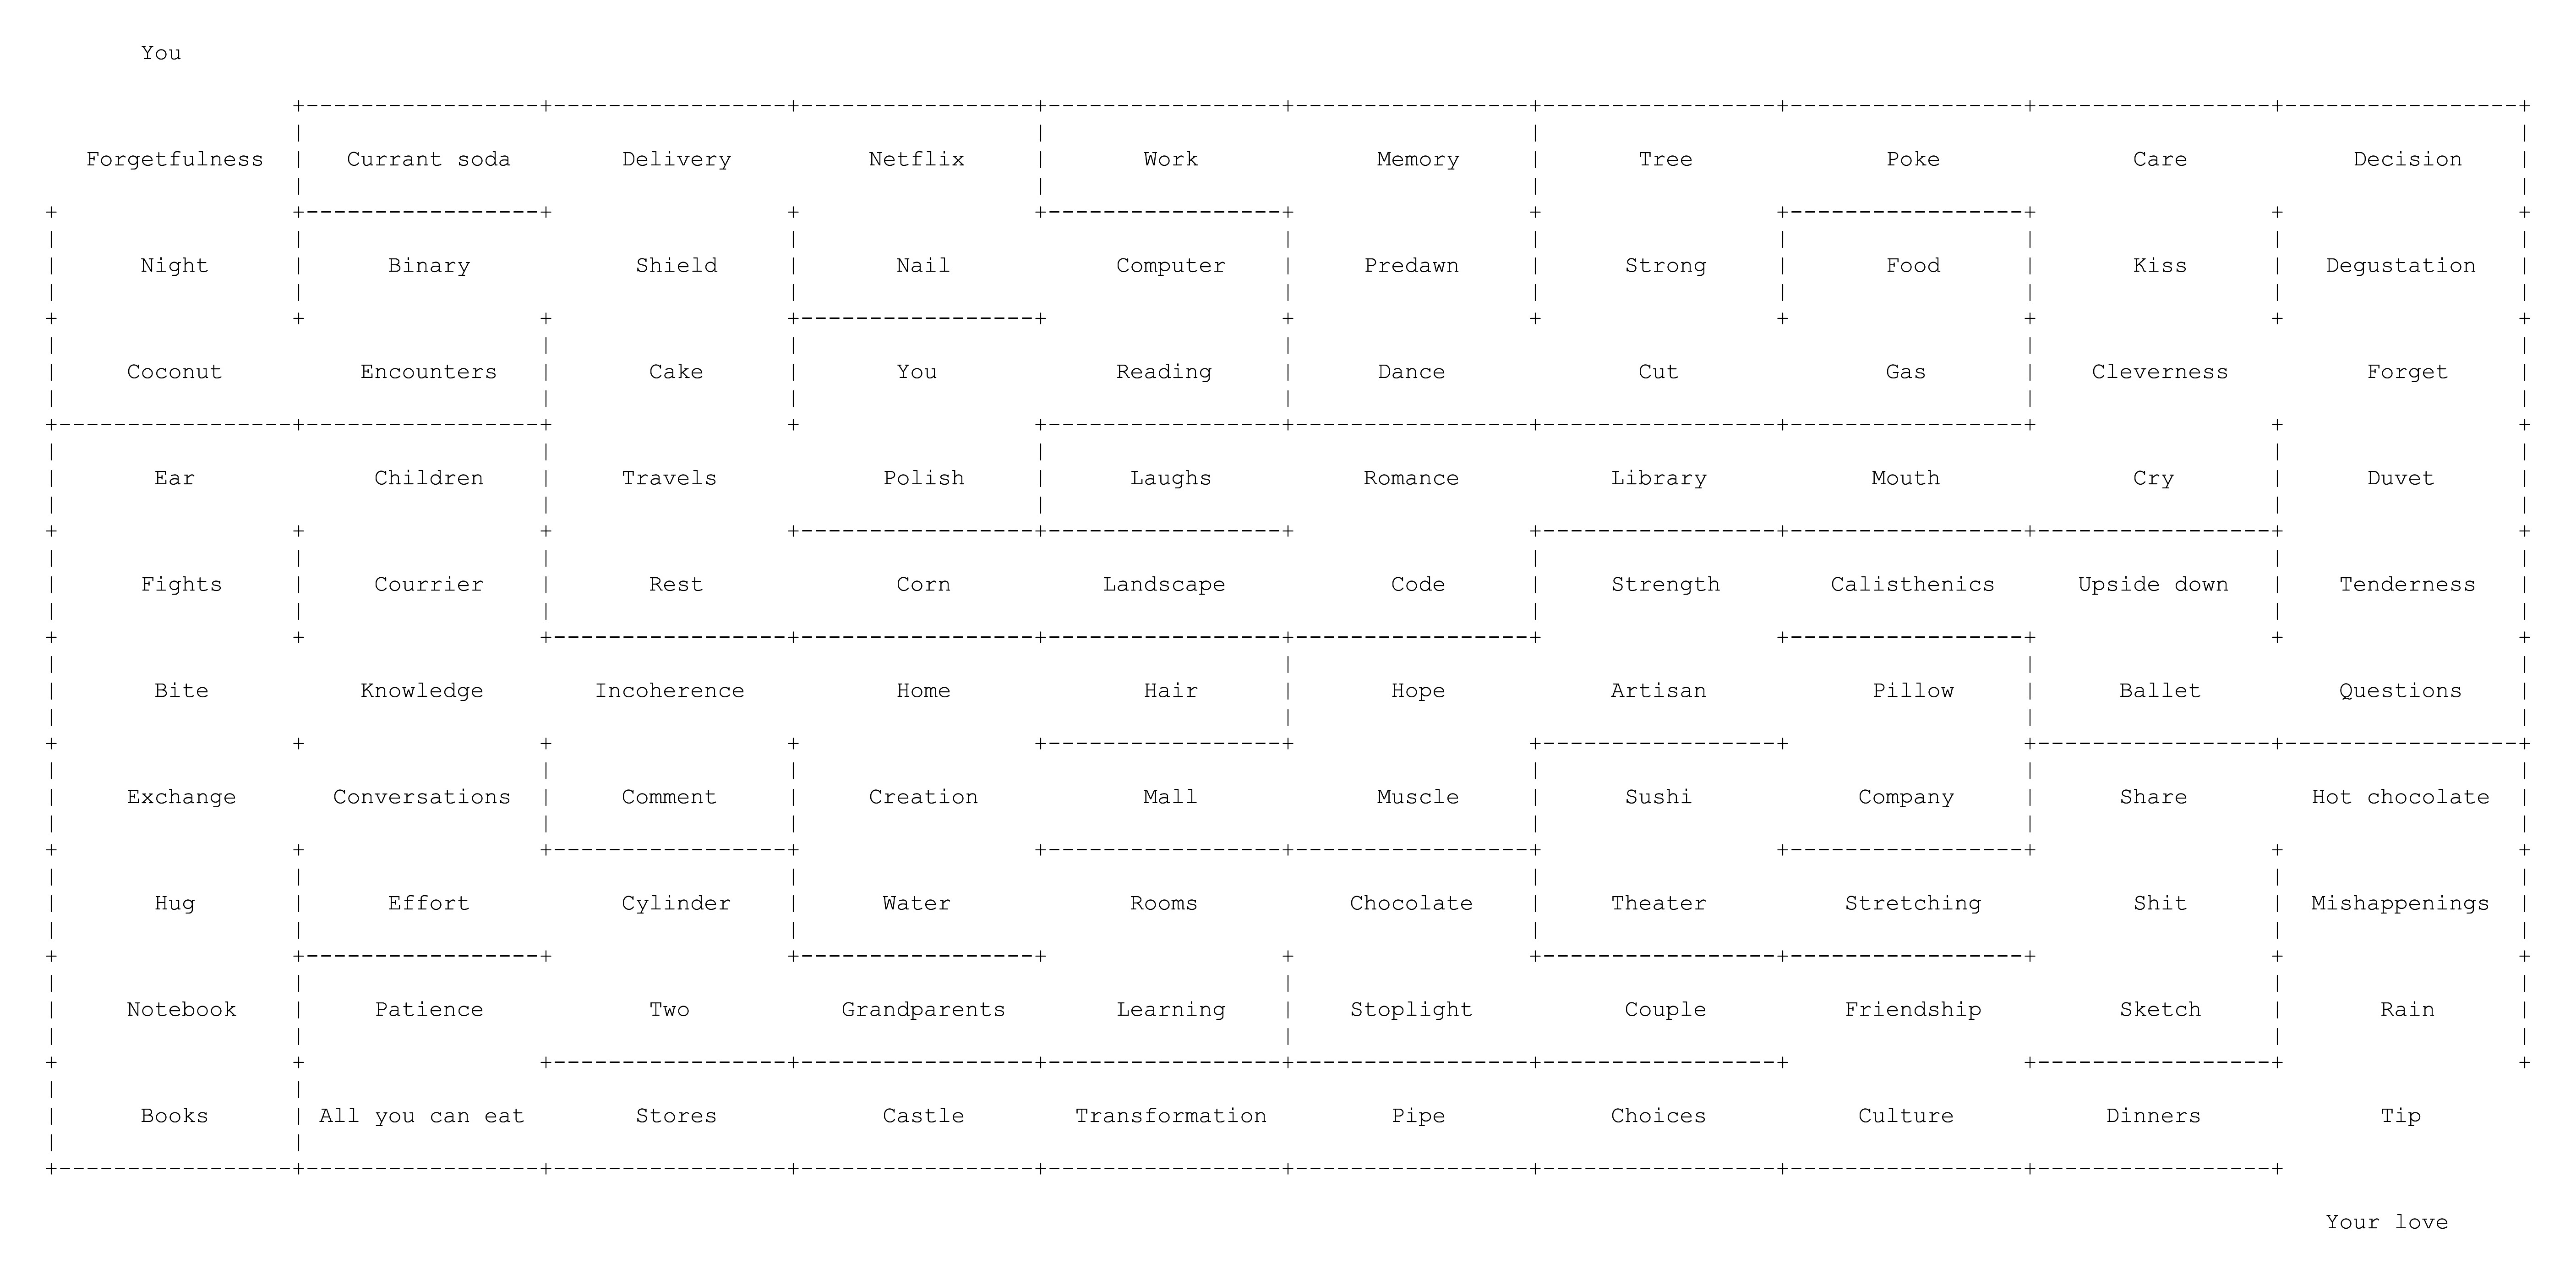 You
Forgetfulness Currant soda Delivery Netflix Work Memory Tree Poke Care Decision
Night Binary Shield Nail Computer Predawn Strong Food Kiss Degustation
Coconut Encounters Cake You Reading Dance Cut Gas Cleverness Forget
Ear Children Travels Polish Laughs Romance Library Mouth Cry Duvet
Fights Courrier Rest Corn Landscape Code Strength Calisthenics Upside down Tenderness
Bite Knowledge Incoherence Home Hair Hope Artisan Pillow Ballet Questions
Exchange Conversations Comment Creation Mall Muscle Sushi Company Share Hot chocolate
Hug Effort Cylinder Water Rooms Chocolate Theater Stretching Shit Mishappenings
Notebook Patience Two Grandparents Learning Stoplight Couple Friendship Sketch Rain
Books All you can eat Stores Castle Transformation Pipe Choices Culture Dinners Tip
Your love